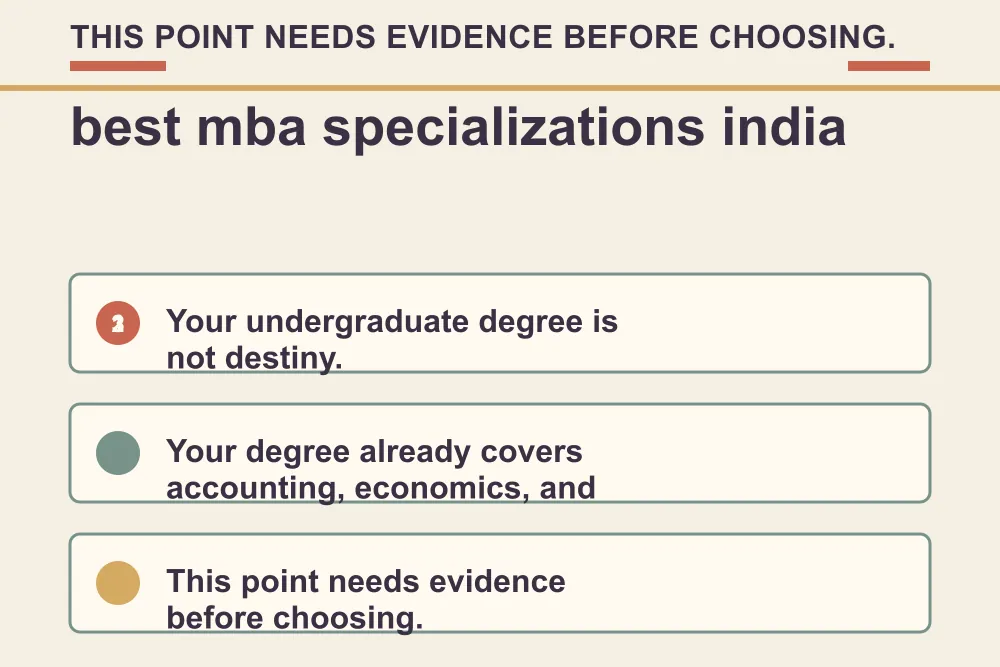 THIS POINT NEEDS EVIDENCE BEFORE CHOOSING.
best mba specializations india
Your undergraduate degree is
not destiny.
Your degree already covers
accounting, economics, and
This point needs evidence
before choosing.